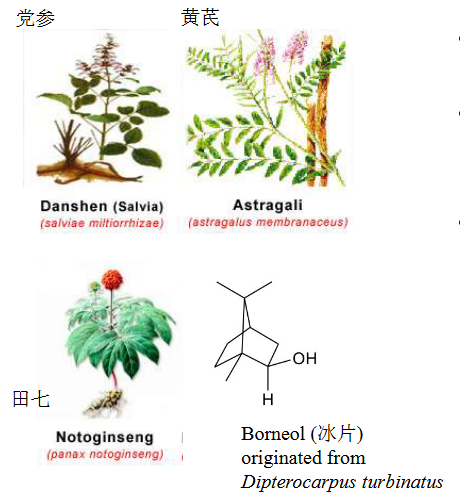 党参
黄芪
Danshen (Salvia)
(salviae miltiorrhizae)
Astragali
(astragalus membranaceus)
田七
OH
H
Notoginseng
(panax notoginseng)
Borneol (冰片)
originated from
Dipterocarpus turbinatus